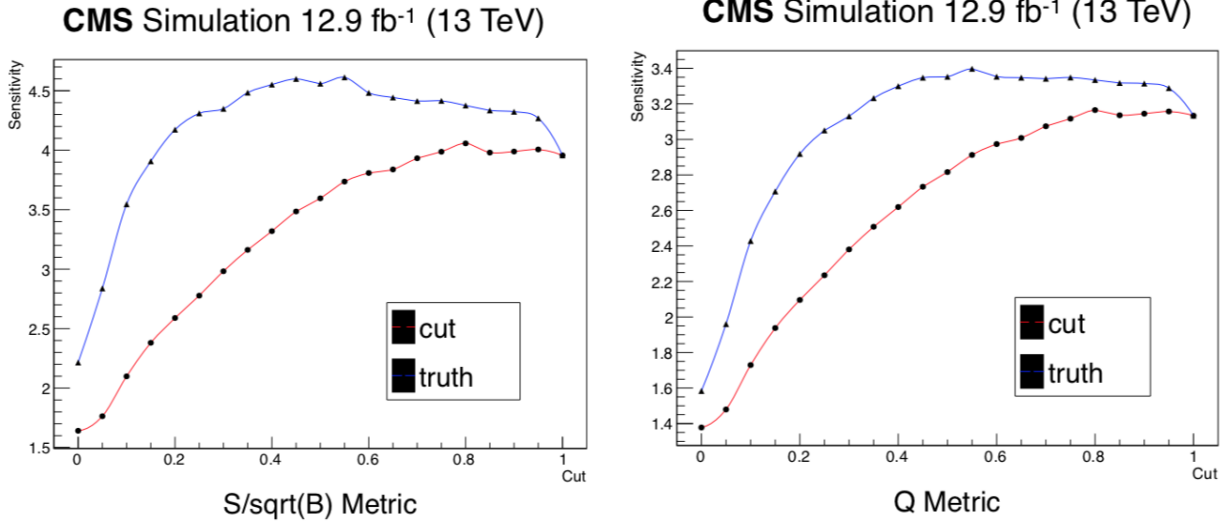 CMS Simulation 12.9 fb⁻¹ (13 TeV)
Sensitivity
4.5
4
3.5
3
2.5
2
1.5
0
0.2
0.4
0.6
0.8
1
Cut
cut
truth
S/sqrt(B) Metric
CMS Simulation 12.9 fb⁻¹ (13 TeV)
Sensitivity
3.4
3.2
3
2.8
2.6
2.4
2.2
2
1.8
1.6
1.4
0
0.2
0.4
0.6
0.8
1
Cut
cut
truth
Q Metric